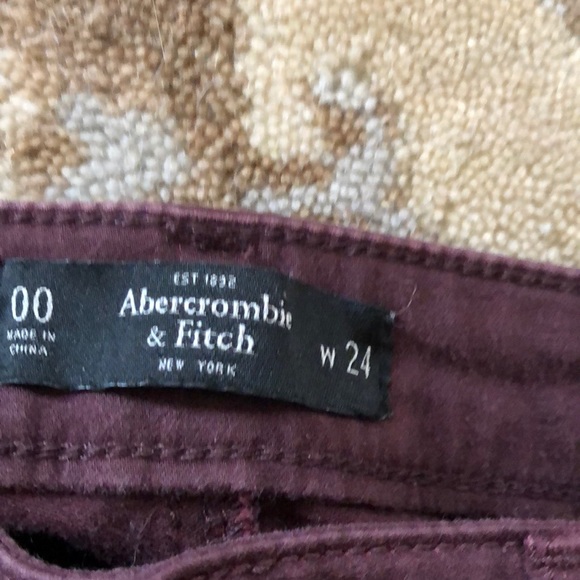 00
MADE IN
CHINA
EST 1892
Abercrombie
& Fitch
NEW YORK
W 24